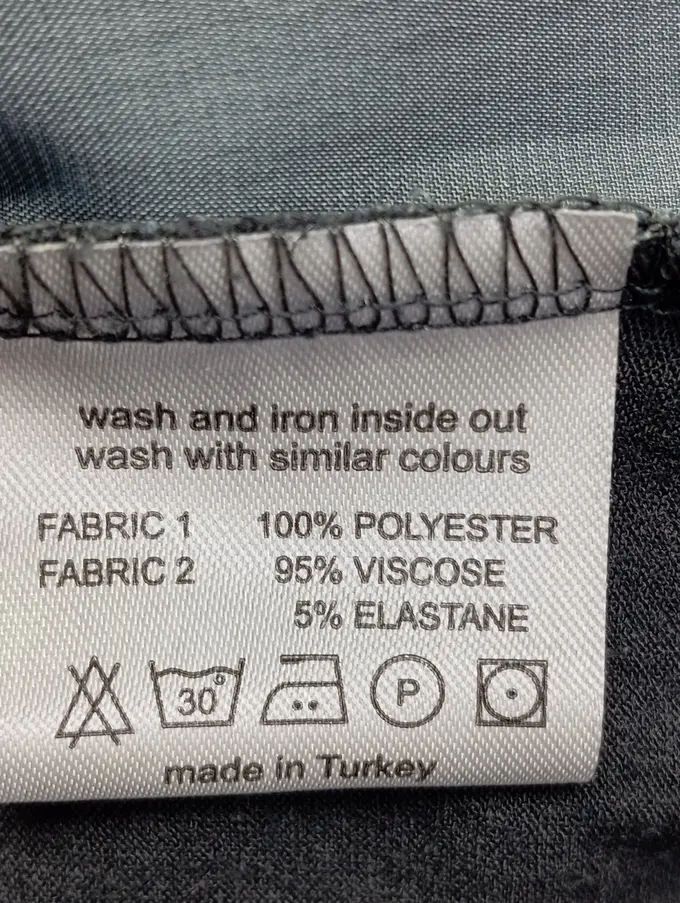 wash and iron inside out
wash with similar colours
FABRIC 1 100% POLYESTER
FABRIC 2 95% VISCOSE
5% ELASTANE
30° P
made in Turkey